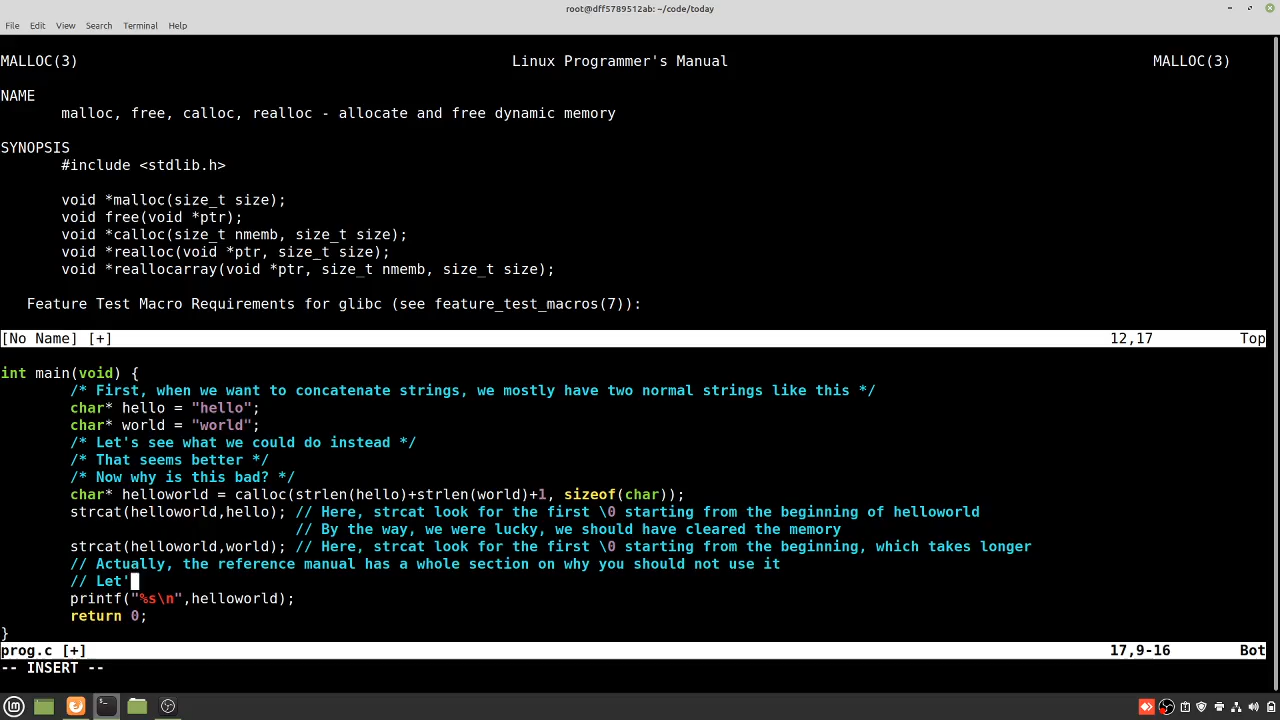 root@dff5789512ab: ~/code/today
File Edit View Search Terminal Help
MALLOC(3) Linux Programmer's Manual MALLOC(3)
NAME
malloc, free, calloc, realloc - allocate and free dynamic memory
SYNOPSIS
#include <stdlib.h>
void *malloc(size_t size);
void free(void *ptr);
void *calloc(size_t nmemb, size_t size);
void *realloc(void *ptr, size_t size);
void *reallocarray(void *ptr, size_t nmemb, size_t size);
Feature Test Macro Requirements for glibc (see feature_test_macros(7)):
[No Name] [+] 12,17 Top
int main(void) {
/* First, when we want to concatenate strings, we mostly have two normal strings like this */
char* hello = "hello";
char* world = "world";
/* Let's see what we could do instead */
/* That seems better */
/* Now why is this bad? */
char* helloworld = calloc(strlen(hello)+strlen(world)+1, sizeof(char));
strcat(helloworld,hello); // Here, strcat look for the first \0 starting from the beginning of helloworld
// By the way, we were lucky, we should have cleared the memory
strcat(helloworld,world); // Here, strcat look for the first \0 starting from the beginning, which takes longer
// Actually, the reference manual has a whole section on why you should not use it
// Let'
printf("%s\n",helloworld);
return 0;
}
prog.c [+] 17,9-16 Bot
-- INSERT --